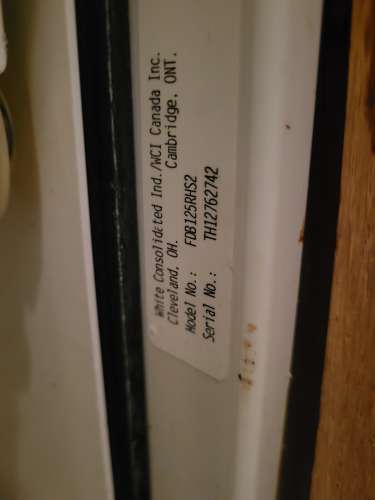 White Consolidated Ind./WCI Canada Inc.
Cleveland, OH. Cambridge, ONT.
Model No.: FDB125RHS2
Serial No.: TH12762742